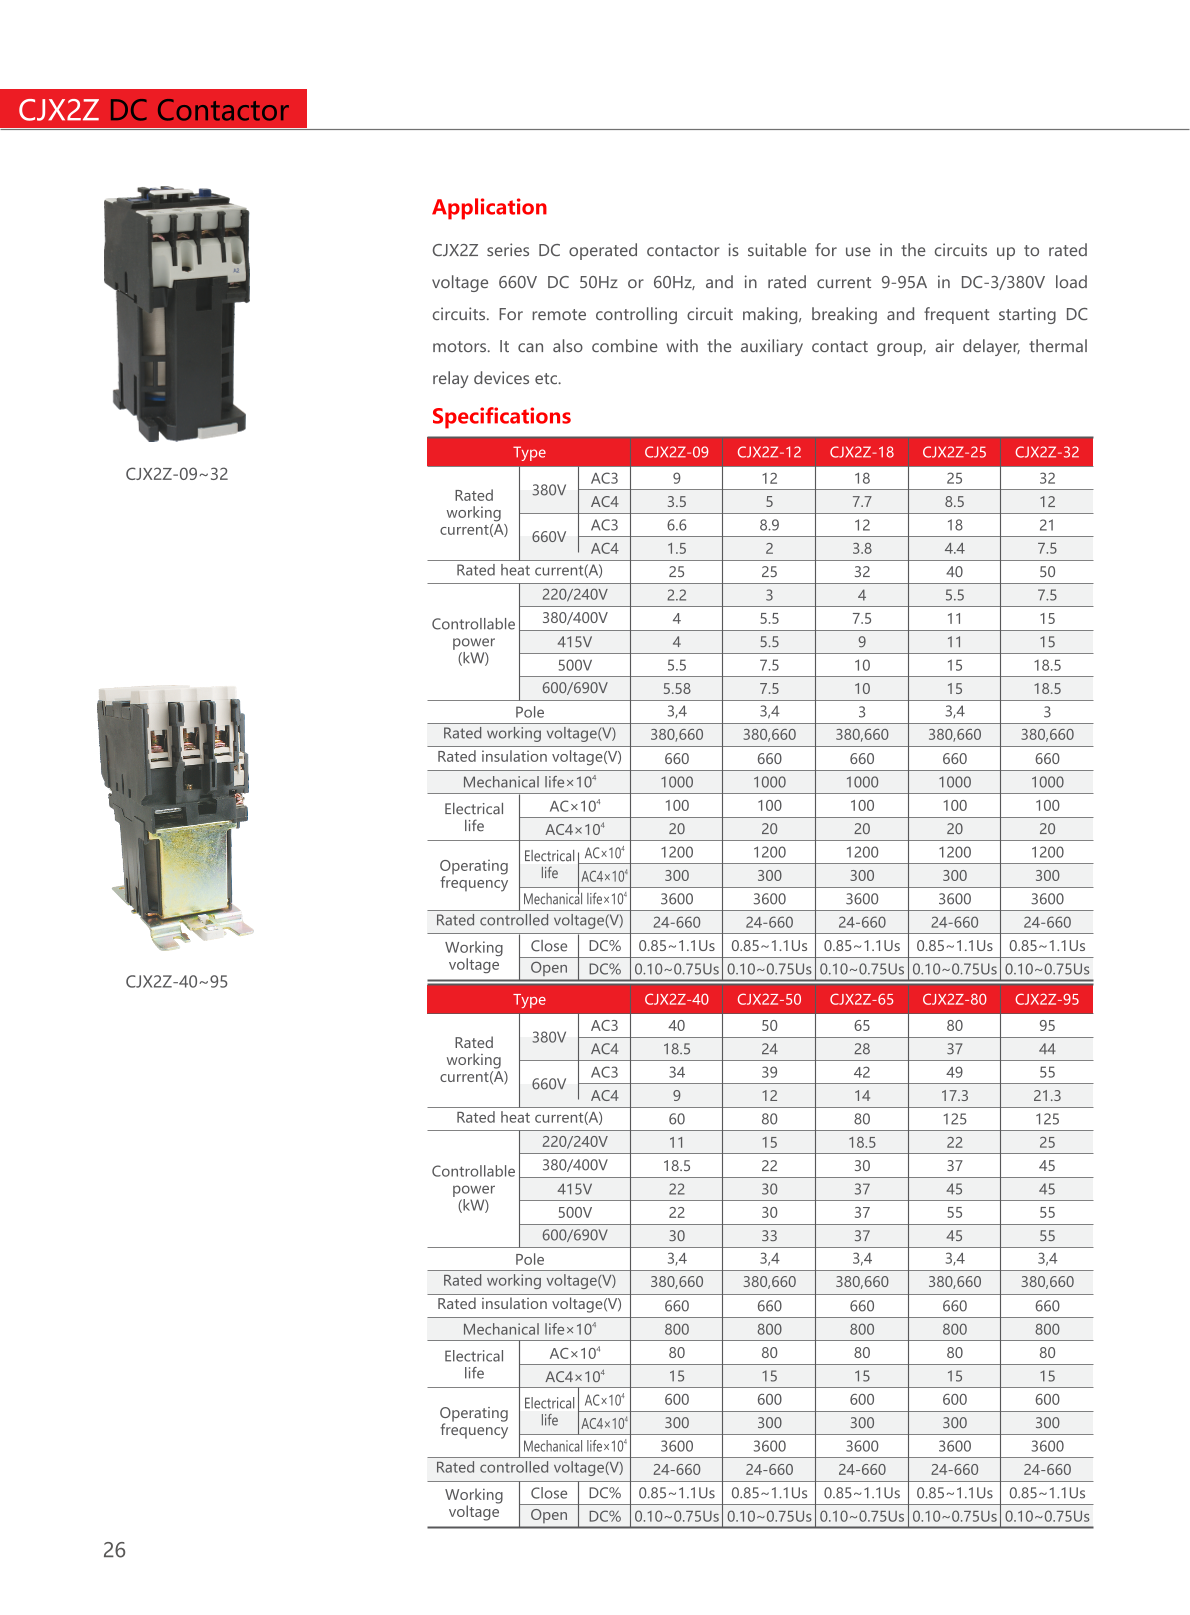 CJX2Z DC Contactor
CJX2Z-09~32
CJX2Z-40~95
Application
CJX2Z series DC operated contactor is suitable for use in the circuits up to rated
voltage 660V DC 50Hz or 60Hz, and in rated current 9-95A in DC-3/380V load
circuits. For remote controlling circuit making, breaking and frequent starting DC
motors. It can also combine with the auxiliary contact group, air delayer, thermal
relay devices etc.
Specifications
Type CJX2Z-09 CJX2Z-12 CJX2Z-18 CJX2Z-25 CJX2Z-32
Rated working current(A) 380V AC3 9 12 18 25 32
AC4 3.5 5 7.7 8.5 12
660V AC3 6.6 8.9 12 18 21
AC4 1.5 2 3.8 4.4 7.5
Rated heat current(A) 25 25 32 40 50
Controllable power (kW) 220/240V 2.2 3 4 5.5 7.5
380/400V 4 5.5 7.5 11 15
415V 4 5.5 9 11 15
500V 5.5 7.5 10 15 18.5
600/690V 5.58 7.5 10 15 18.5
Pole 3,4 3,4 3 3,4 3
Rated working voltage(V) 380,660 380,660 380,660 380,660 380,660
Rated insulation voltage(V) 660 660 660 660 660
Mechanical life×10⁴ 1000 1000 1000 1000 1000
Electrical life AC×10⁴ 100 100 100 100 100
AC4×10⁴ 20 20 20 20 20
Operating frequency Electrical life AC×10⁴ 1200 1200 1200 1200 1200
AC4×10⁴ 300 300 300 300 300
Mechanical life×10⁴ 3600 3600 3600 3600 3600
Rated controlled voltage(V) 24-660 24-660 24-660 24-660 24-660
Working voltage Close DC% 0.85~1.1Us 0.85~1.1Us 0.85~1.1Us 0.85~1.1Us 0.85~1.1Us
Open DC% 0.10~0.75Us 0.10~0.75Us 0.10~0.75Us 0.10~0.75Us 0.10~0.75Us
Type CJX2Z-40 CJX2Z-50 CJX2Z-65 CJX2Z-80 CJX2Z-95
Rated working current(A) 380V AC3 40 50 65 80 95
AC4 18.5 24 28 37 44
660V AC3 34 39 42 49 55
AC4 9 12 14 17.3 21.3
Rated heat current(A) 60 80 80 125 125
Controllable power (kW) 220/240V 11 15 18.5 22 25
380/400V 18.5 22 30 37 45
415V 22 30 37 45 45
500V 22 30 37 55 55
600/690V 30 33 37 45 55
Pole 3,4 3,4 3,4 3,4 3,4
Rated working voltage(V) 380,660 380,660 380,660 380,660 380,660
Rated insulation voltage(V) 660 660 660 660 660
Mechanical life×10⁴ 800 800 800 800 800
Electrical life AC×10⁴ 80 80 80 80 80
AC4×10⁴ 15 15 15 15 15
Operating frequency Electrical life AC×10⁴ 600 600 600 600 600
AC4×10⁴ 300 300 300 300 300
Mechanical life×10⁴ 3600 3600 3600 3600 3600
Rated controlled voltage(V) 24-660 24-660 24-660 24-660 24-660
Working voltage Close DC% 0.85~1.1Us 0.85~1.1Us 0.85~1.1Us 0.85~1.1Us 0.85~1.1Us
Open DC% 0.10~0.75Us 0.10~0.75Us 0.10~0.75Us 0.10~0.75Us 0.10~0.75Us
26